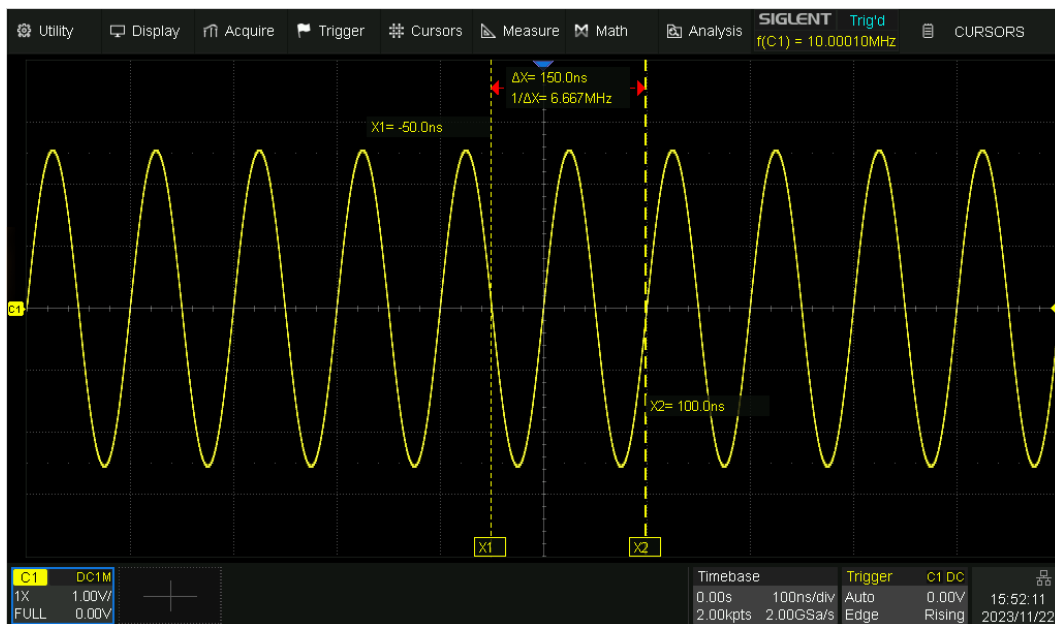 Utility Display Acquire Trigger Cursors Measure Math Analysis SIGLENT Trig'd CURSORS
f(C1) = 10.00010MHz
ΔX= 150.0ns
1/ΔX= 6.667MHz
X1= -50.0ns
C1
X2= 100.0ns
X1 X2
C1 DC1M Timebase Trigger C1 DC
1X 1.00V/ 0.00s 100ns/div Auto 0.00V 15:52:11
FULL 0.00V 2.00kpts 2.00GSa/s Edge Rising 2023/11/22